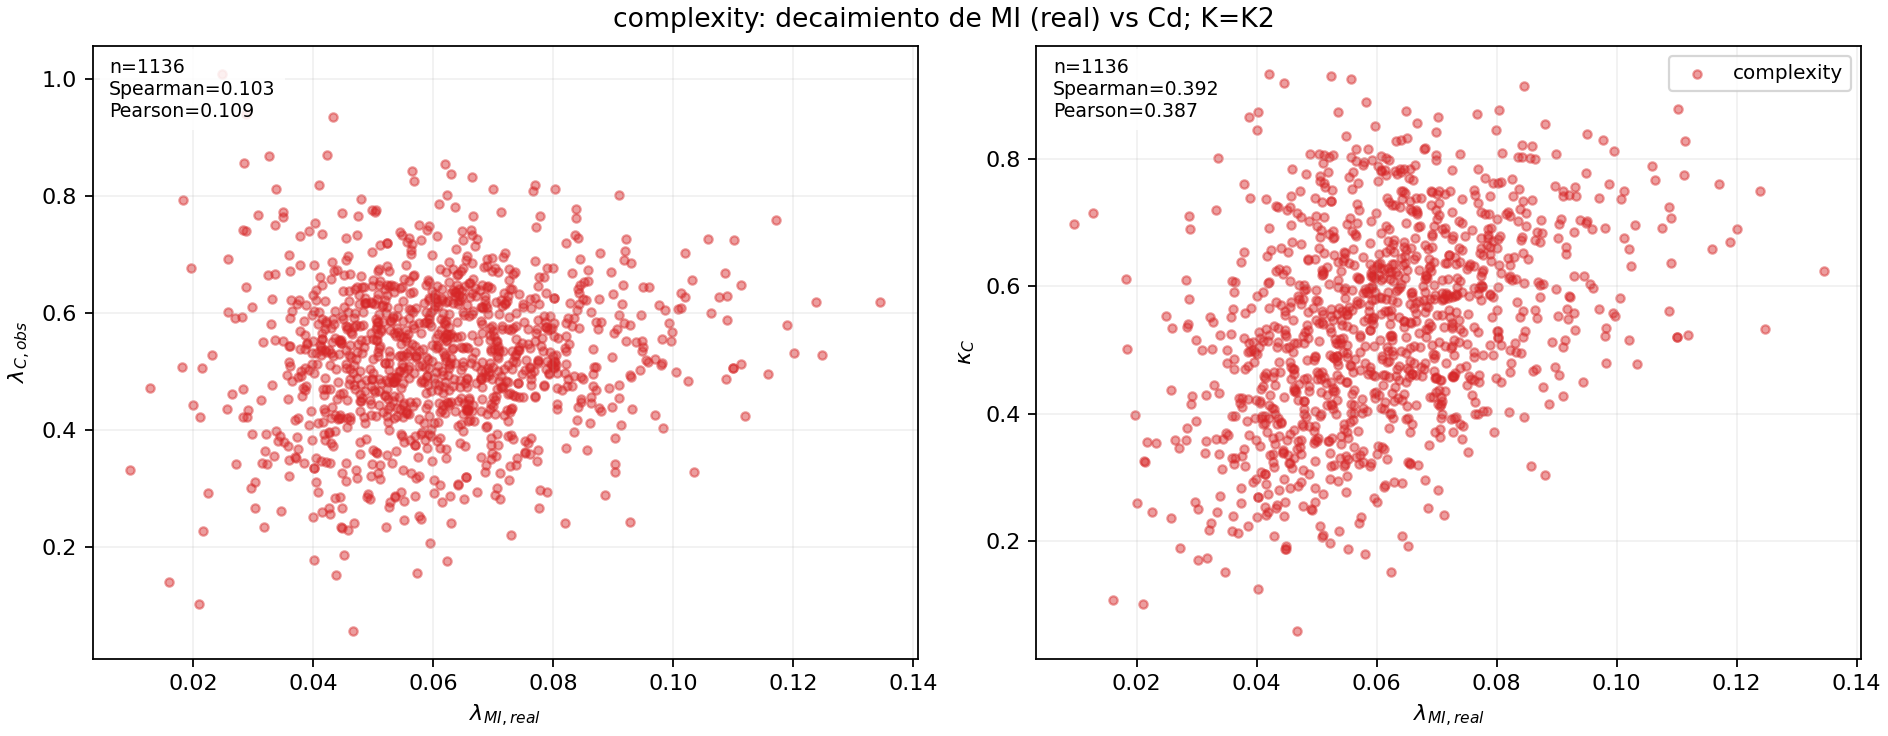 complexity: decaimiento de MI (real) vs Cd; K=K2
n=1136
Spearman=0.103
Pearson=0.109
1.0
0.8
0.6
0.4
0.2
λC,obs
0.02 0.04 0.06 0.08 0.10 0.12 0.14
λMI,real
n=1136
Spearman=0.392
Pearson=0.387
complexity
0.8
0.6
0.4
0.2
κC
0.02 0.04 0.06 0.08 0.10 0.12 0.14
λMI,real